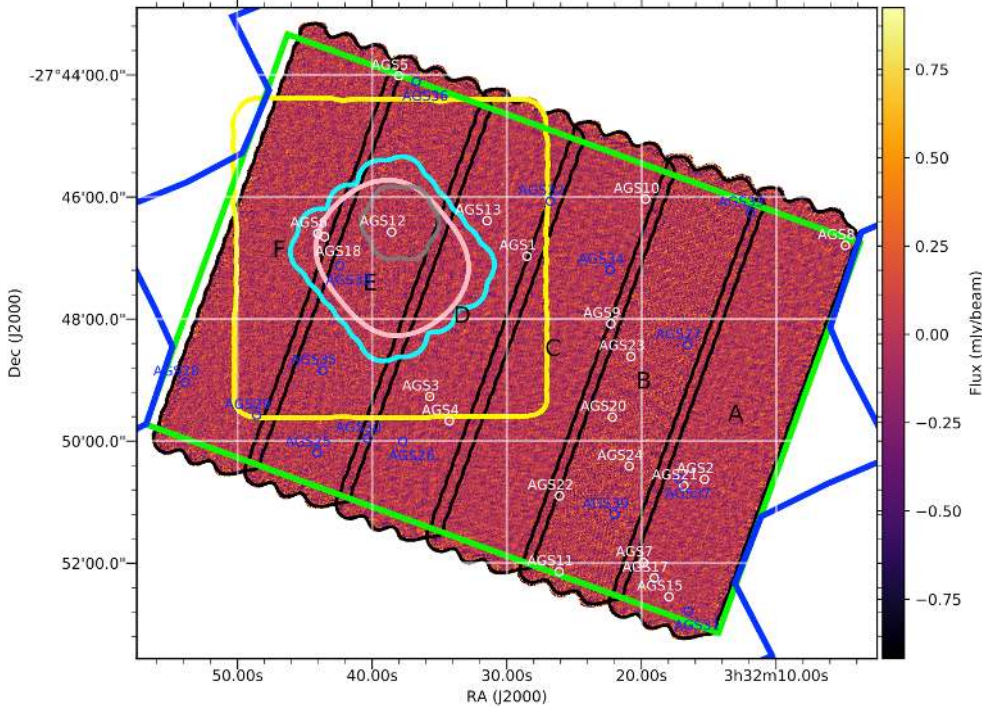 AGS5
-27°44'00.0"
0.75
AGS36
0.50
46'00.0"
AGS10
AGS13
AGS12
AGS8
AGS18
AGS1
AGS34
F
E
0.25
48'00.0"
D
AGS9
0.00
Dec (J2000)
Flux (mJy/beam)
AGS23
C
AGS35
B
AGS3
AGS4
AGS20
A
-0.25
50'00.0"
AGS25
AGS26
AGS24
AGS2
AGS21
AGS37
AGS22
AGS39
-0.50
52'00.0"
AGS11
AGS7
AGS17
AGS15
-0.75
50.00s
40.00s
30.00s
20.00s
3h32m10.00s
RA (J2000)